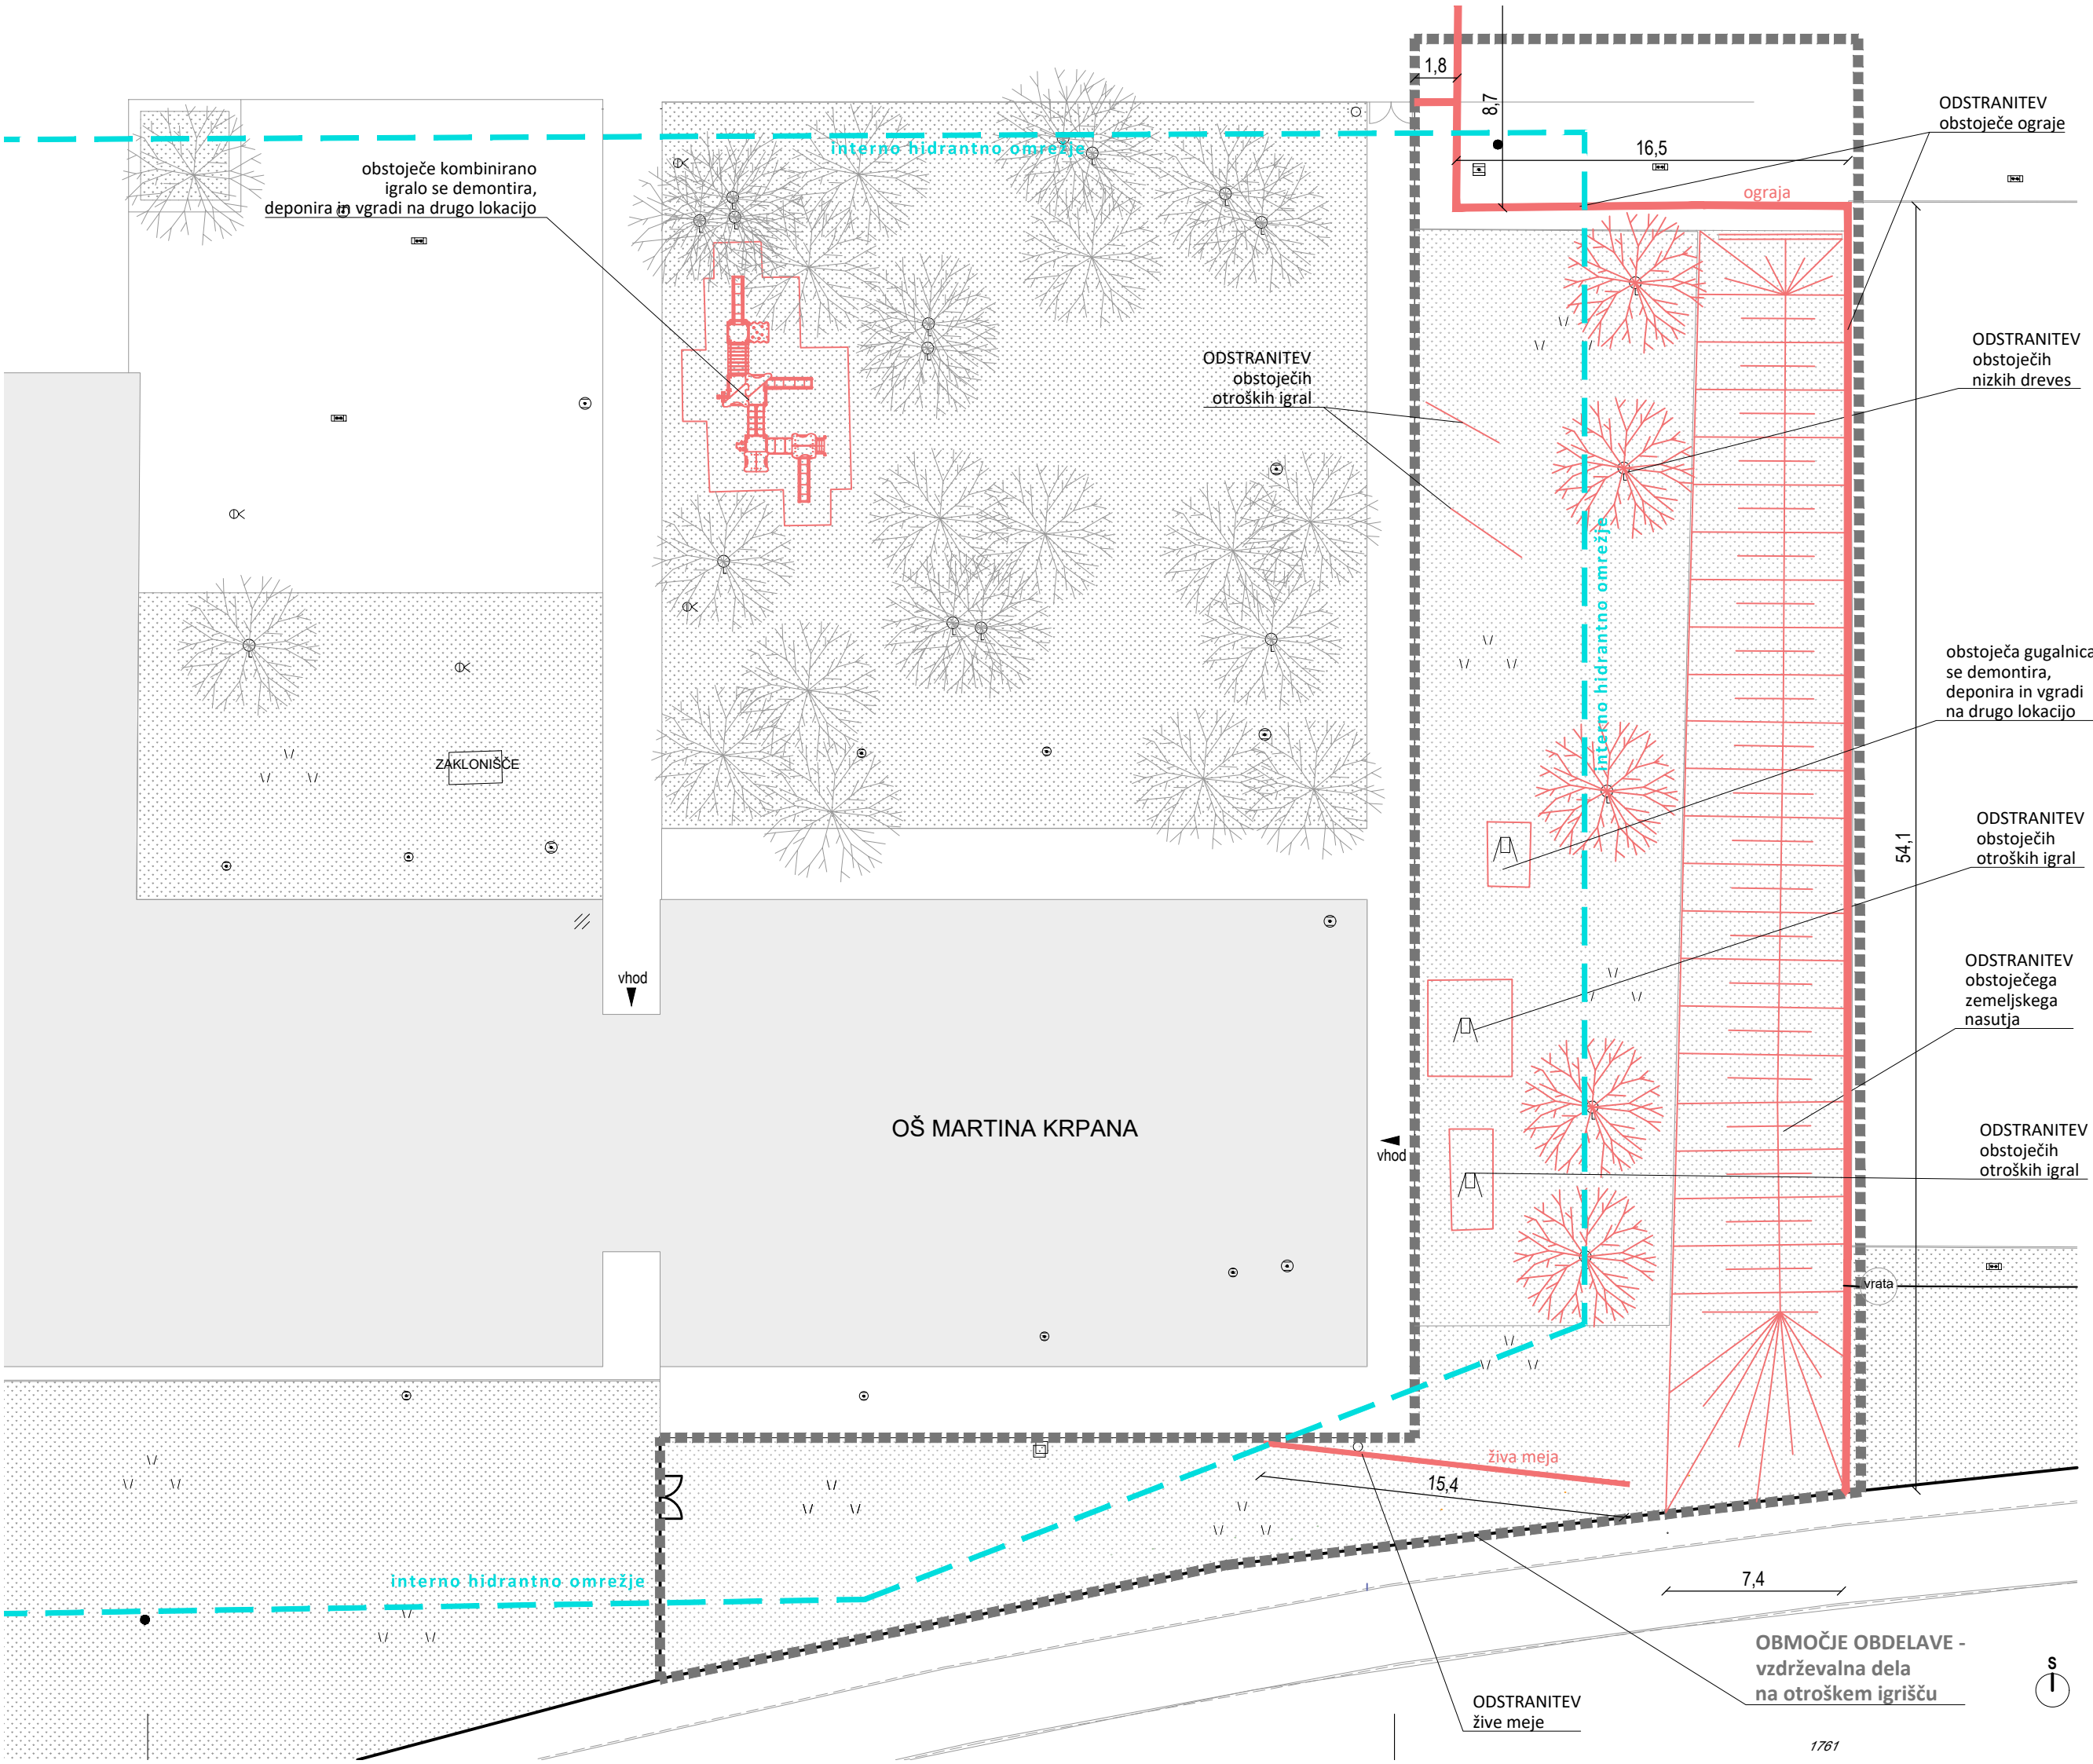 1,8
8,7
16,5
ODSTRANITEV
obstoječe ograje
interno hidrantno omrežje
obstoječe kombinirano
igralo se demontira,
deponira in vgradi na drugo lokacijo
ograja
ODSTRANITEV
obstoječih
nizkih dreves
ODSTRANITEV
obstoječih
otroških igral
interno hidrantno omrežje
obstoječa gugalnica
se demontira,
deponira in vgradi
na drugo lokacijo
ZAKLONIŠČE
54,1
ODSTRANITEV
obstoječih
otroških igral
ODSTRANITEV
obstoječega
zemeljskega
nasutja
vhod
OŠ MARTINA KRPANA
vhod
ODSTRANITEV
obstoječih
otroških igral
vrata
živa meja
15,4
interno hidrantno omrežje
7,4
OBMOČJE OBDELAVE -
vzdrževalna dela
na otroškem igrišču
S
ODSTRANITEV
žive meje
1761